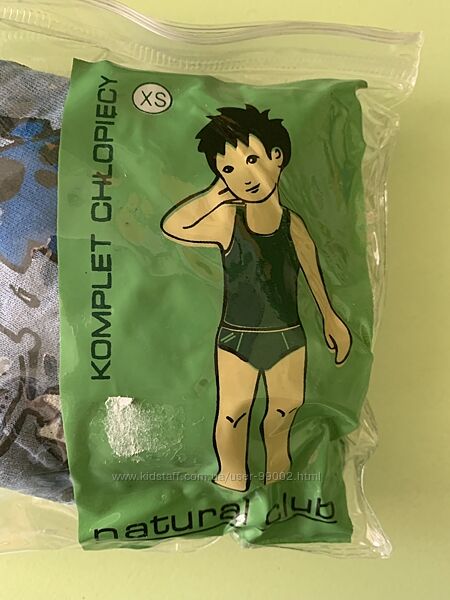 XS
KOMPLET CHŁOPIĘCY
www.kidstaff.com.ua/user-99002.html
natural club